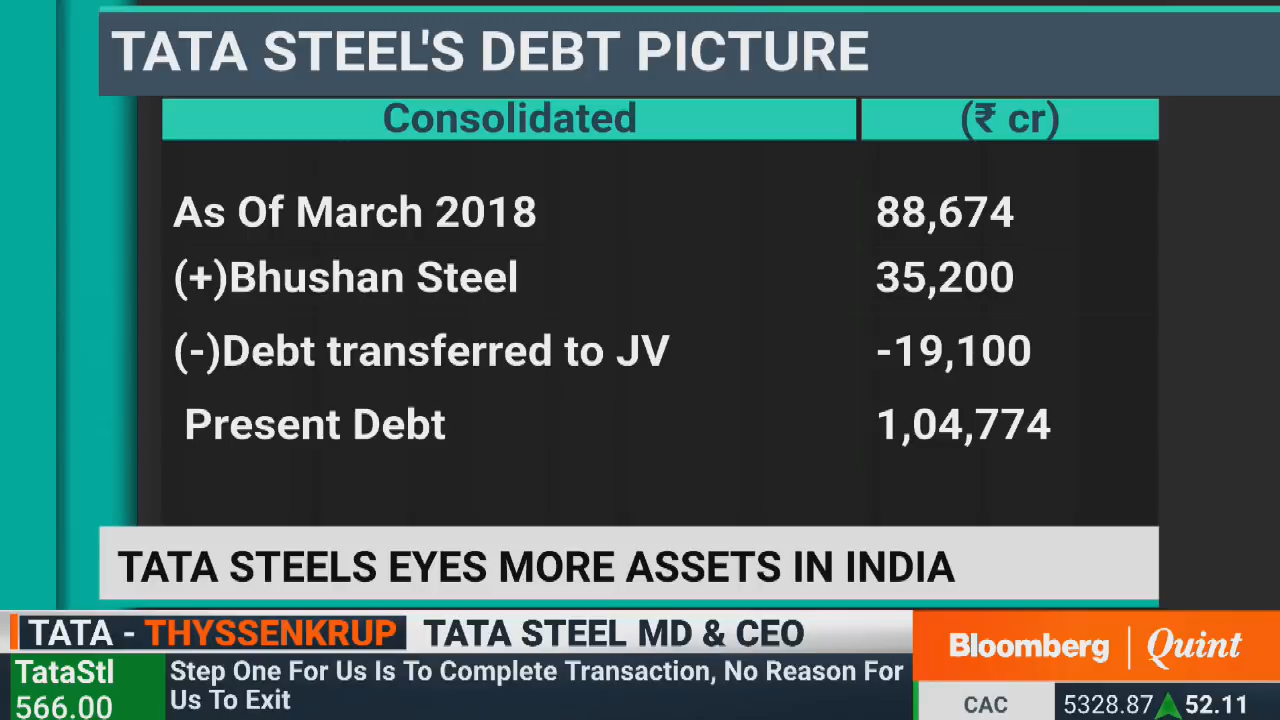 TATA STEEL'S DEBT PICTURE
Consolidated (₹ cr)
As Of March 2018 88,674
(+)Bhushan Steel 35,200
(-)Debt transferred to JV -19,100
Present Debt 1,04,774
TATA STEELS EYES MORE ASSETS IN INDIA
TATA - THYSSENKRUP TATA STEEL MD & CEO
TataStl
566.00
Step One For Us Is To Complete Transaction, No Reason For
Us To Exit
Bloomberg | Quint
CAC 5328.87 ▲ 52.11